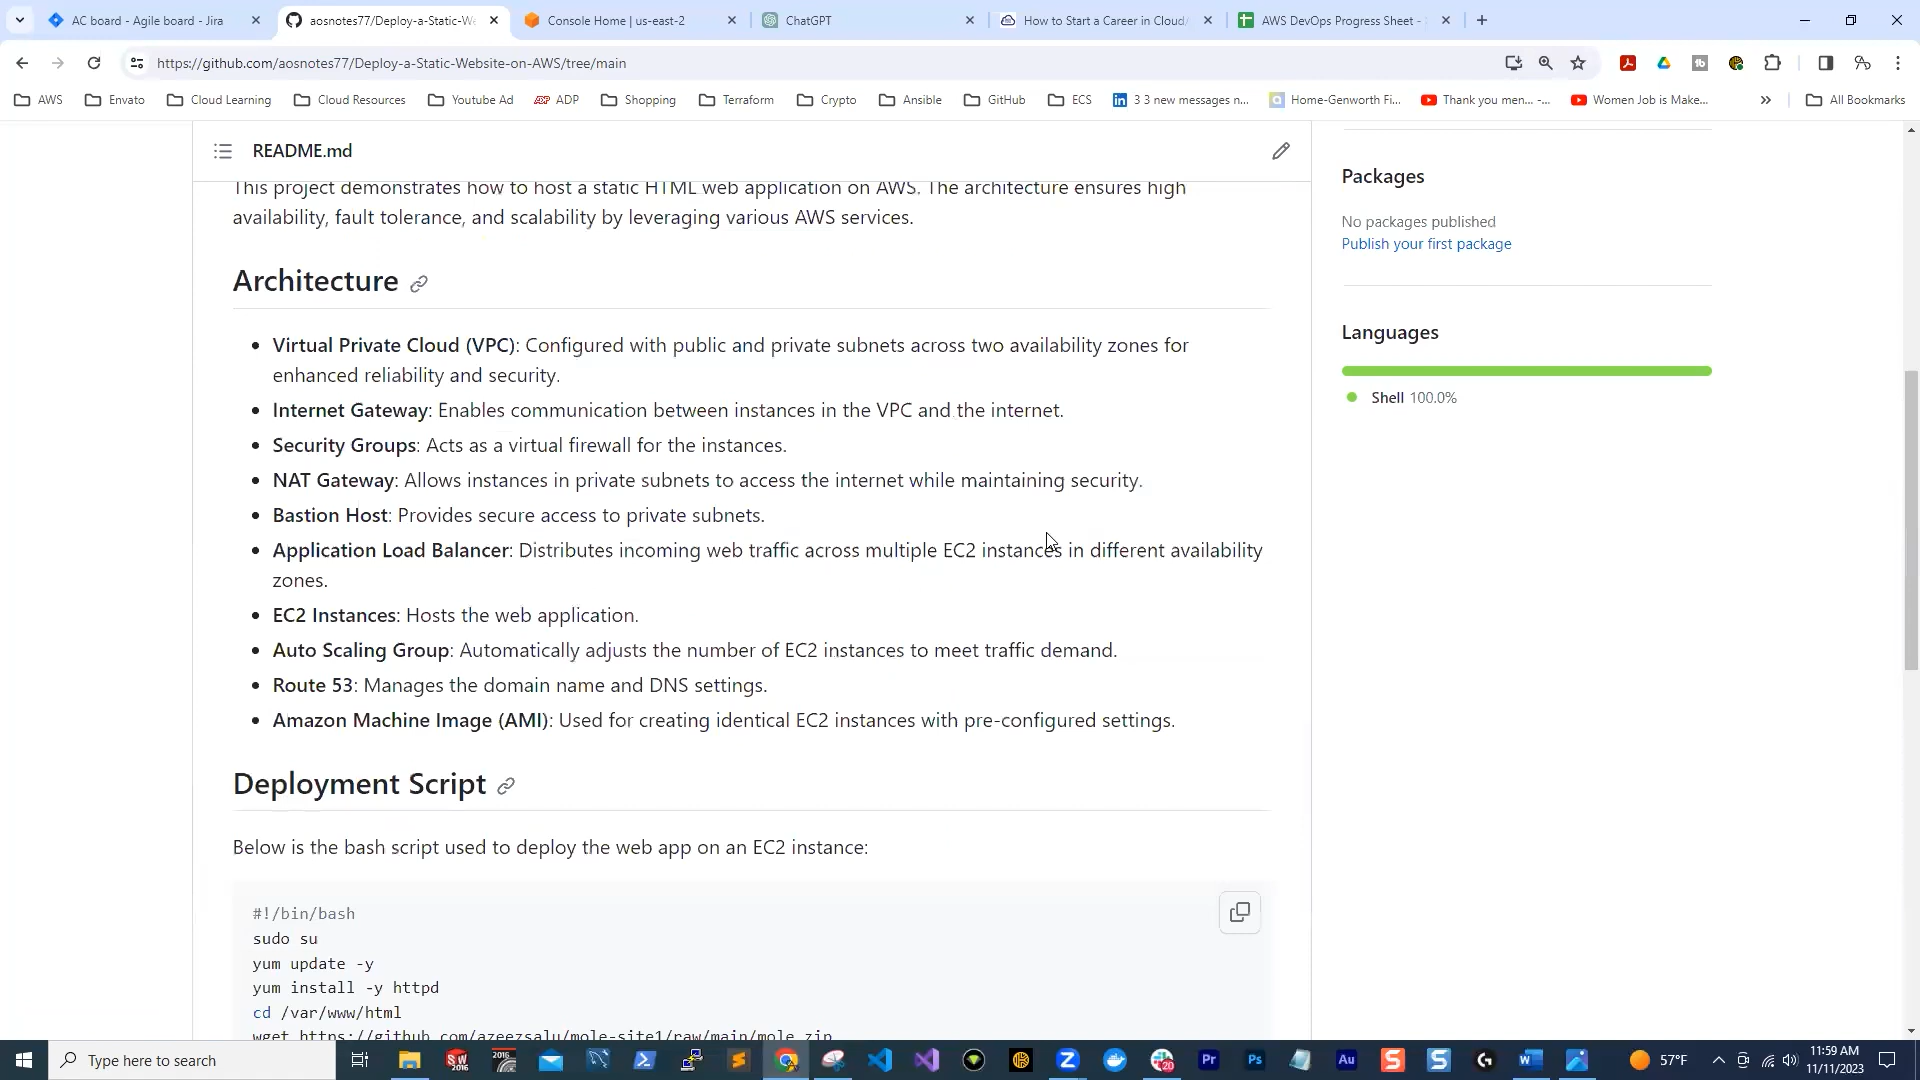 AC board - Agile board - Jira
aosnotes77/Deploy-a-Static-We
Console Home | us-east-2
ChatGPT
How to Start a Career in Cloud/
AWS DevOps Progress Sheet -
https://github.com/aosnotes77/Deploy-a-Static-Website-on-AWS/tree/main
AWS
Envato
Cloud Learning
Cloud Resources
Youtube Ad
ADP
Shopping
Terraform
Crypto
Ansible
GitHub
ECS
3 3 new messages n...
Home-Genworth Fi...
Thank you men... -...
Women Job is Make...
All Bookmarks
README.md
This project demonstrates how to host a static HTML web application on AWS. The architecture ensures high
availability, fault tolerance, and scalability by leveraging various AWS services.
Architecture
• Virtual Private Cloud (VPC): Configured with public and private subnets across two availability zones for
enhanced reliability and security.
• Internet Gateway: Enables communication between instances in the VPC and the internet.
• Security Groups: Acts as a virtual firewall for the instances.
• NAT Gateway: Allows instances in private subnets to access the internet while maintaining security.
• Bastion Host: Provides secure access to private subnets.
• Application Load Balancer: Distributes incoming web traffic across multiple EC2 instances in different availability
zones.
• EC2 Instances: Hosts the web application.
• Auto Scaling Group: Automatically adjusts the number of EC2 instances to meet traffic demand.
• Route 53: Manages the domain name and DNS settings.
• Amazon Machine Image (AMI): Used for creating identical EC2 instances with pre-configured settings.
Deployment Script
Below is the bash script used to deploy the web app on an EC2 instance:
#!/bin/bash
sudo su
yum update -y
yum install -y httpd
cd /var/www/html
wget https://github.com/azeezsalu/mole-site1/raw/main/mole.zip
Packages
No packages published
Publish your first package
Languages
Shell 100.0%
Type here to search
57°F
11:59 AM
11/11/2023